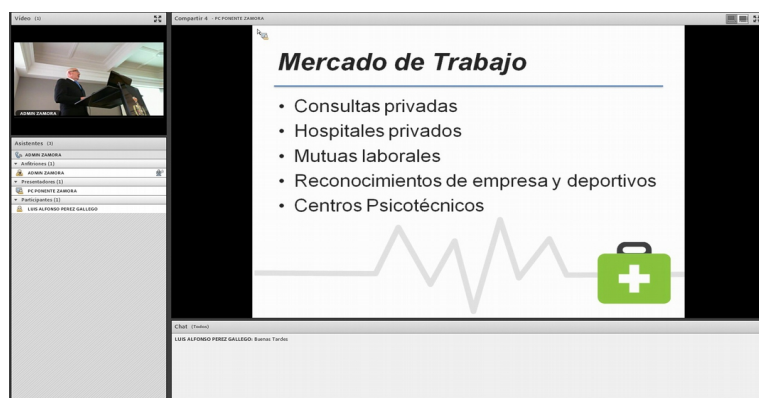 Vídeo (1)
ADMIN ZAMORA
Asistentes (3)
ADMIN ZAMORA
Anfitriones (1)
ADMIN ZAMORA
Presentadores (1)
PC PONENTE ZAMORA
Participantes (1)
LUIS ALFONSO PEREZ GALLEGO
Compartir 4 - PC PONENTE ZAMORA
Mercado de Trabajo
• Consultas privadas
• Hospitales privados
• Mutuas laborales
• Reconocimientos de empresa y deportivos
• Centros Psicotécnicos
Chat (Todos)
LUIS ALFONSO PEREZ GALLEGO: Buenas Tardes